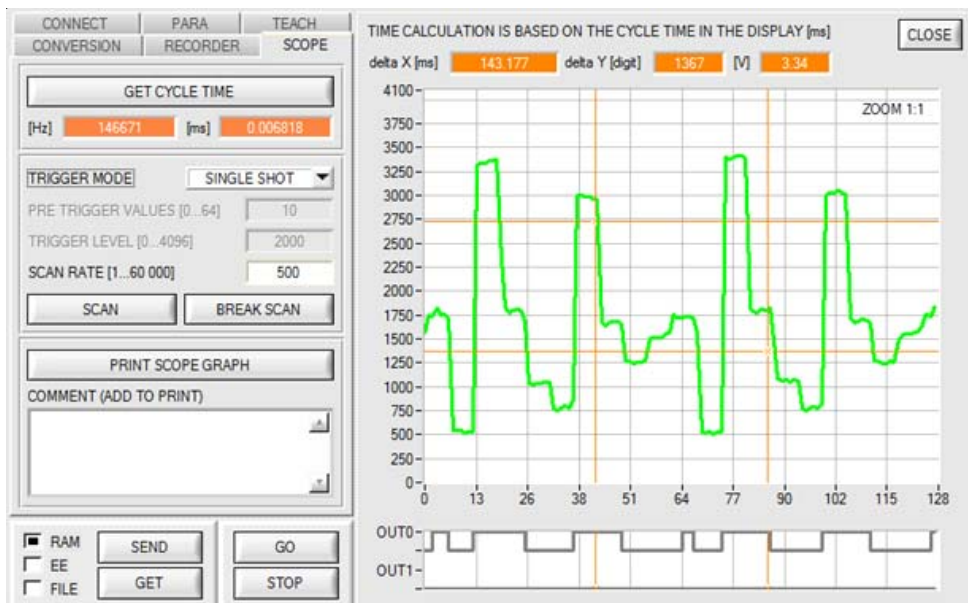 CONNECT PARA TEACH
CONVERSION RECORDER SCOPE
GET CYCLE TIME
[Hz] 146671 [ms] 0.006818
TRIGGER MODE SINGLE SHOT
PRE TRIGGER VALUES [0...64] 10
TRIGGER LEVEL [0...4096] 2000
SCAN RATE [1...60 000] 500
SCAN BREAK SCAN
PRINT SCOPE GRAPH
COMMENT (ADD TO PRINT)
RAM
EE
FILE
SEND GO
GET STOP
TIME CALCULATION IS BASED ON THE CYCLE TIME IN THE DISPLAY [ms]
CLOSE
delta X [ms] 143.177 delta Y [digit] 1367 [V] 3.34
ZOOM 1:1
4100
3750
3500
3250
3000
2750
2500
2250
2000
1750
1500
1250
1000
750
500
250
0
0 13 26 38 51 64 77 90 102 115 128
OUT0
OUT1